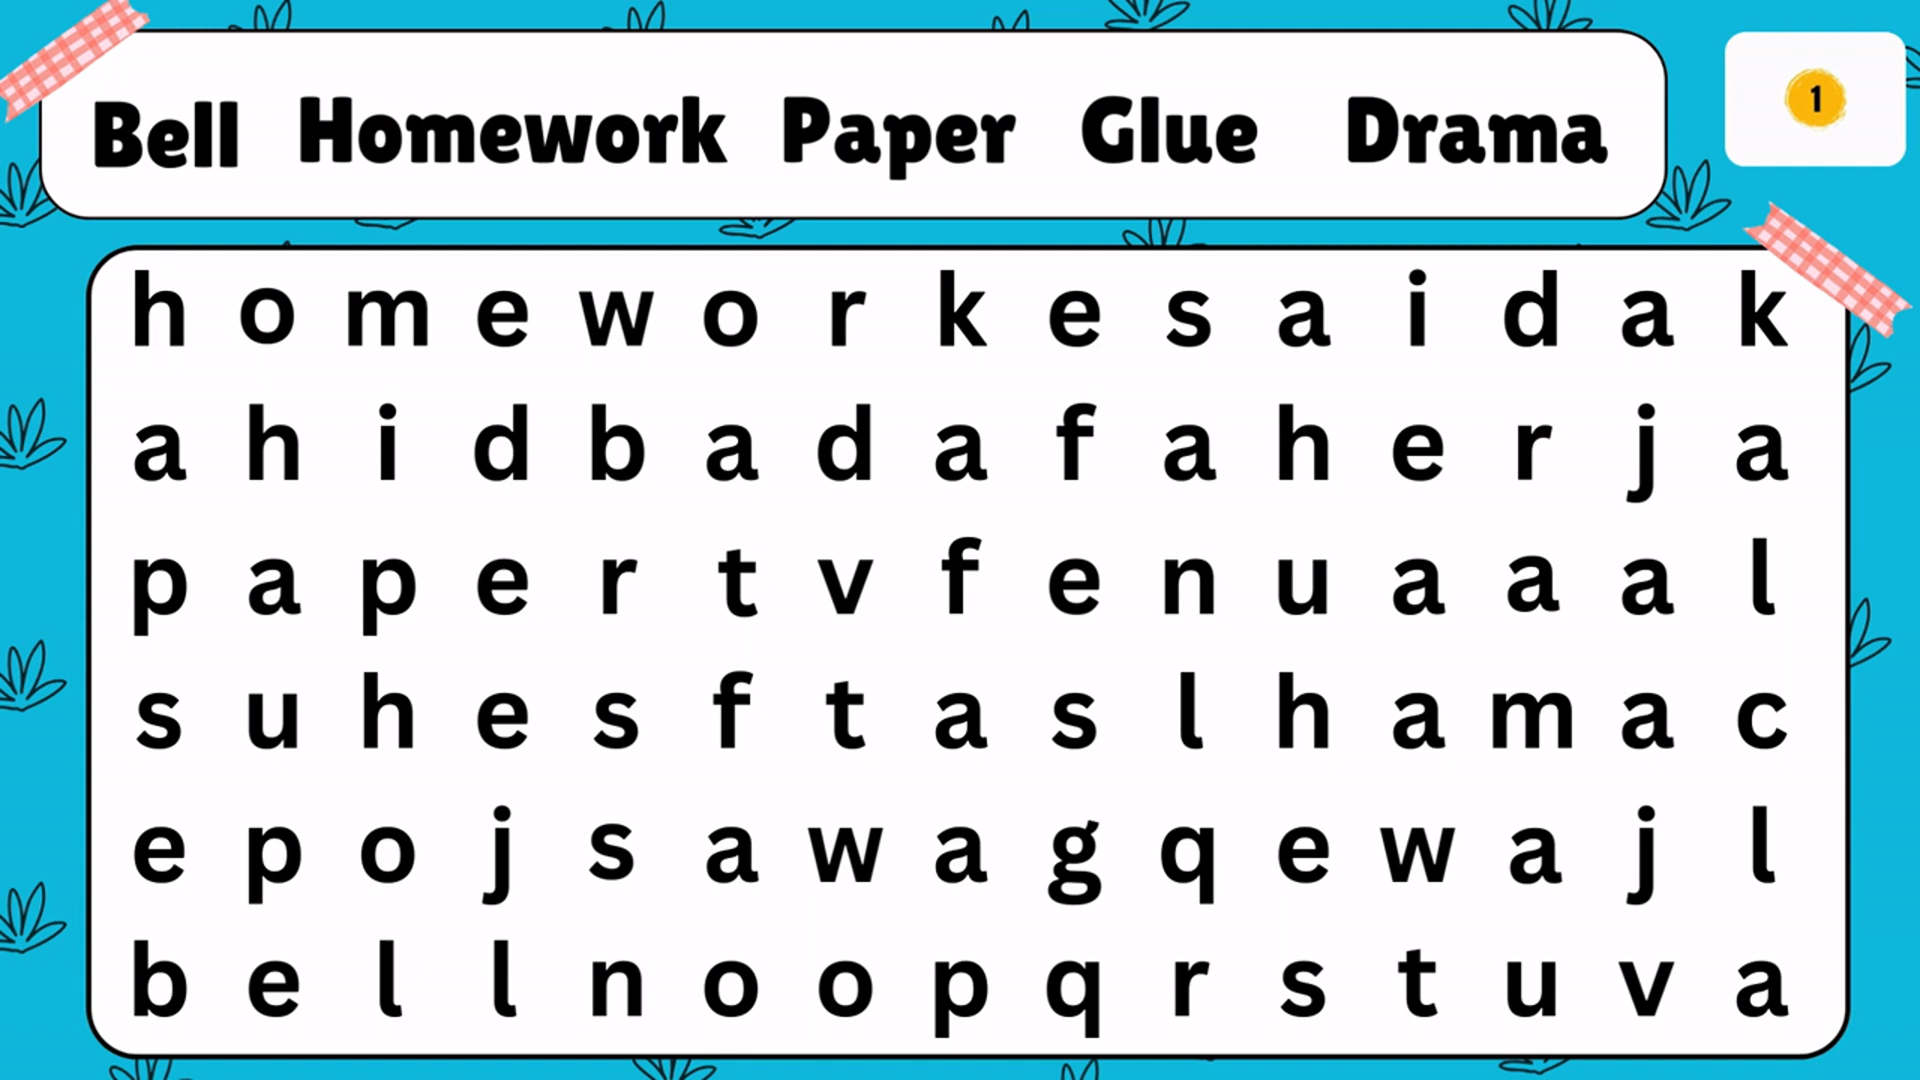 Bell Homework Paper Glue Drama
1
h o m e w o r k e s a i d a k
a h i d b a d a f a h e r j a
p a p e r t v f e n u a a a l
s u h e s f t a s l h a m a c
e p o j s a w a g q e w a j l
b e l l n o o p q r s t u v a